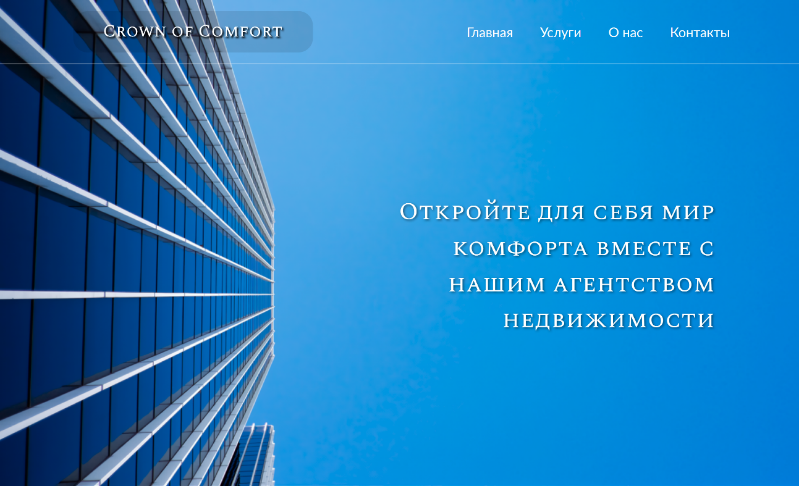 Crown of Comfort
Главная Услуги О нас Контакты
Откройте для себя мир
комфорта вместе с
нашим агентством
недвижимости